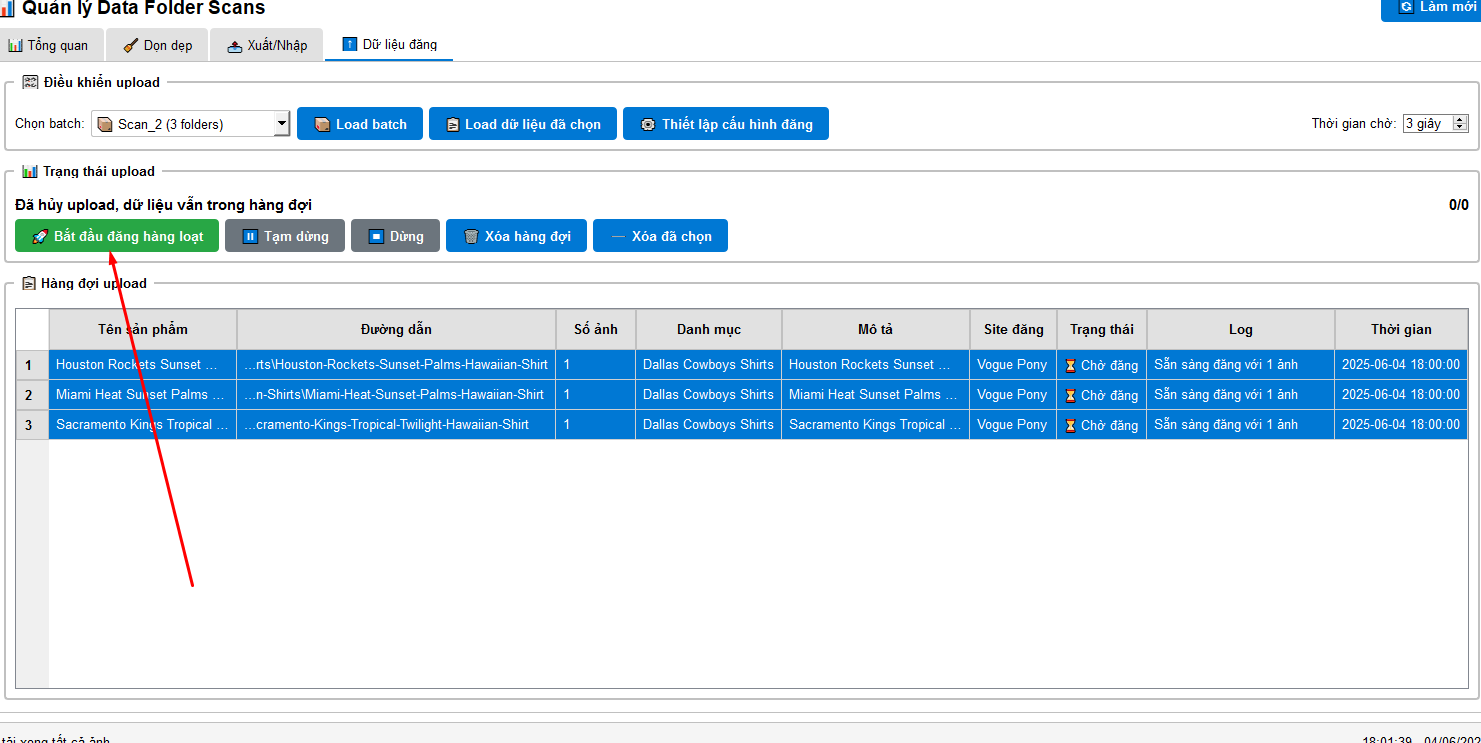 Quản lý Data Folder Scans
Làm mới
Tổng quan
Dọn dẹp
Xuất/Nhập
Dữ liệu đăng
Điều khiển upload
Chọn batch:
Scan_2 (3 folders)
Load batch
Load dữ liệu đã chọn
Thiết lập cấu hình đăng
Thời gian chờ:
3 giây
Trạng thái upload
Đã hủy upload, dữ liệu vẫn trong hàng đợi
0/0
Bắt đầu đăng hàng loạt
Tạm dừng
Dừng
Xóa hàng đợi
Xóa đã chọn
Hàng đợi upload
Tên sản phẩm Đường dẫn Số ảnh Danh mục Mô tả Site đăng Trạng thái Log Thời gian
1 Houston Rockets Sunset ... ...rts\Houston-Rockets-Sunset-Palms-Hawaiian-Shirt 1 Dallas Cowboys Shirts Houston Rockets Sunset ... Vogue Pony Chờ đăng Sẵn sàng đăng với 1 ảnh 2025-06-04 18:00:00
2 Miami Heat Sunset Palms ... ...n-Shirts\Miami-Heat-Sunset-Palms-Hawaiian-Shirt 1 Dallas Cowboys Shirts Miami Heat Sunset Palms ... Vogue Pony Chờ đăng Sẵn sàng đăng với 1 ảnh 2025-06-04 18:00:00
3 Sacramento Kings Tropical ... ...cramento-Kings-Tropical-Twilight-Hawaiian-Shirt 1 Dallas Cowboys Shirts Sacramento Kings Tropical ... Vogue Pony Chờ đăng Sẵn sàng đăng với 1 ảnh 2025-06-04 18:00:00
tải xong tất cả ảnh
18:01:39 04/06/202